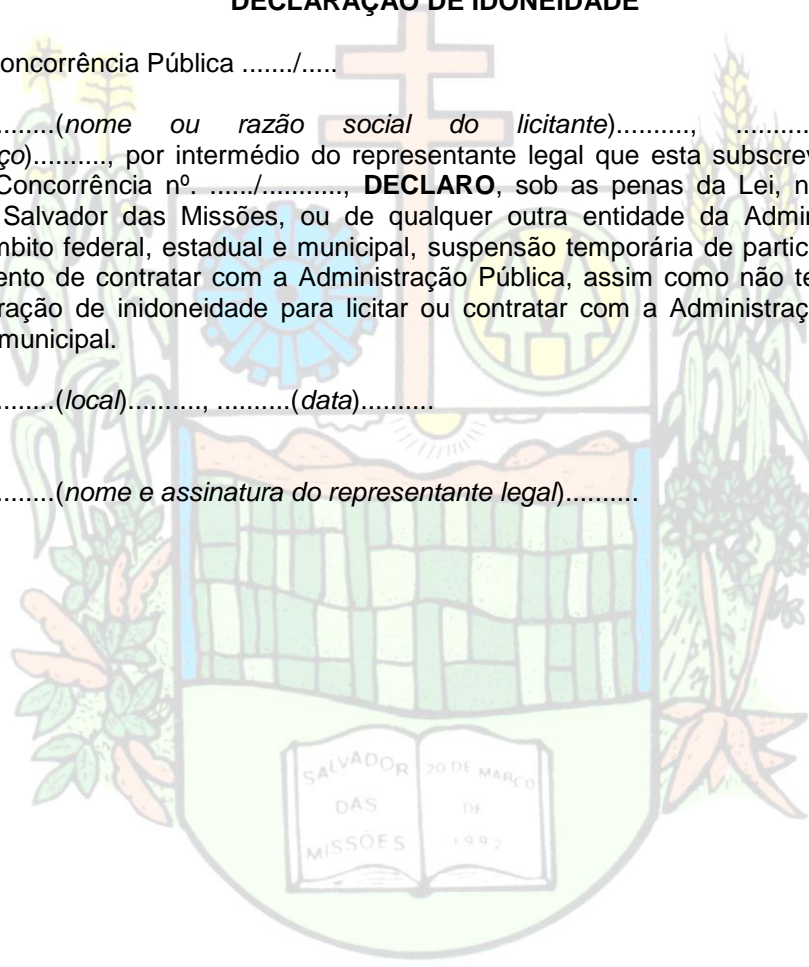 DECLARAÇÃO DE IDONEIDADE
oncorrência Pública ......./.....
........(nome ou razão social do licitante).........., ..........
ço).........., por intermédio do representante legal que esta subscrev
Concorrência nº. ....../..........., DECLARO, sob as penas da Lei, n
Salvador das Missões, ou de qualquer outra entidade da Admin
mbito federal, estadual e municipal, suspensão temporária de partic
ento de contratar com a Administração Pública, assim como não te
ração de inidoneidade para licitar ou contratar com a Administraç
municipal.
........(local).........., ..........(data)..........
........(nome e assinatura do representante legal)..........
SALVADOR
DAS
MISSÕES
20 DE MARÇO
DE
1992